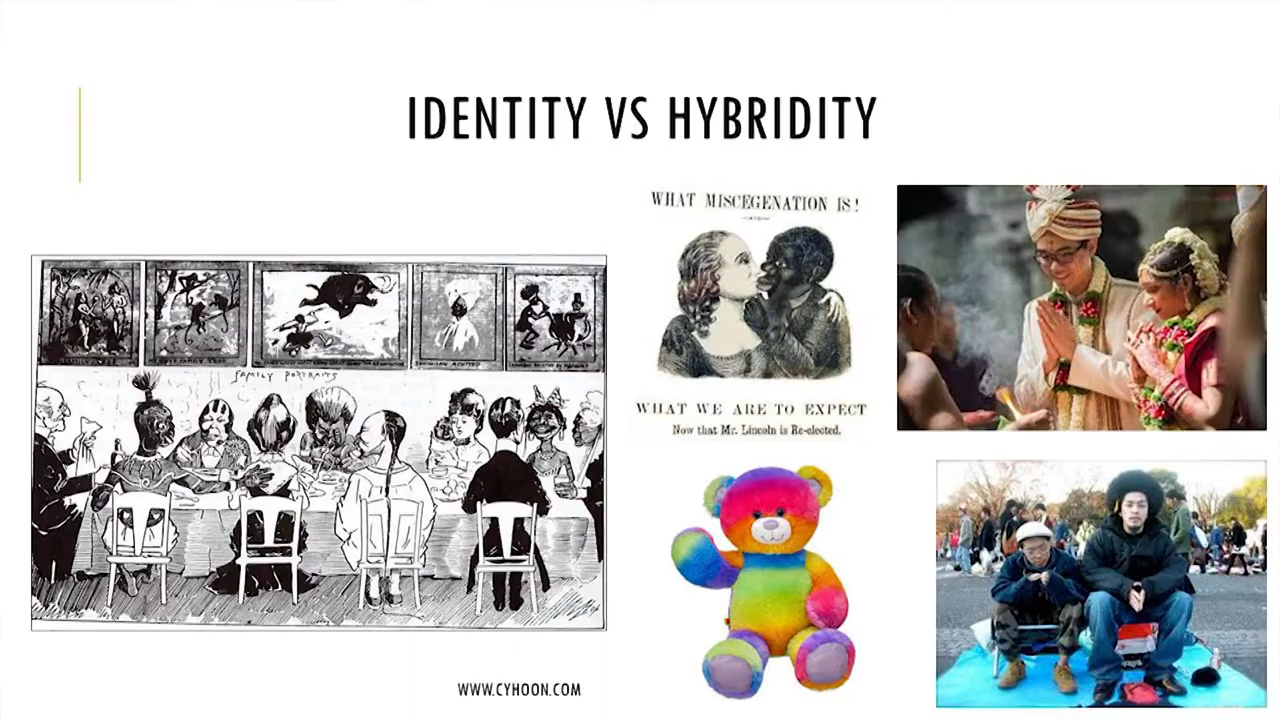 IDENTITY VS HYBRIDITY
WHAT MISCEGENATION IS!
FAMILY PORTRAITS
WHAT WE ARE TO EXPECT
Now that Mr. Lincoln is Re-elected.
WWW.CYHOON.COM